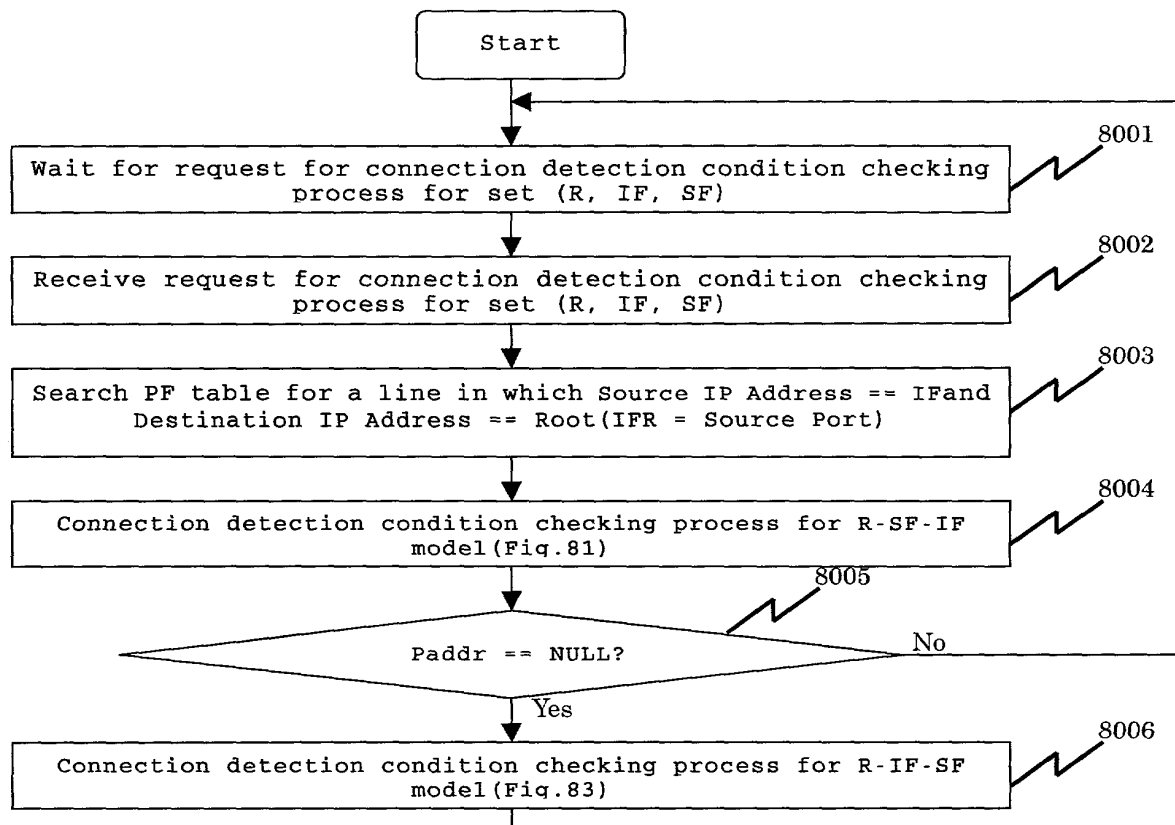 Start
8001
Wait for request for connection detection condition checking
process for set (R, IF, SF)
8002
Receive request for connection detection condition checking
process for set (R, IF, SF)
8003
Search PF table for a line in which Source IP Address == IFand
Destination IP Address == Root(IFR = Source Port)
8004
Connection detection condition checking process for R-SF-IF
model(Fig.81)
8005
Paddr == NULL?
No
Yes
8006
Connection detection condition checking process for R-IF-SF
model(Fig.83)